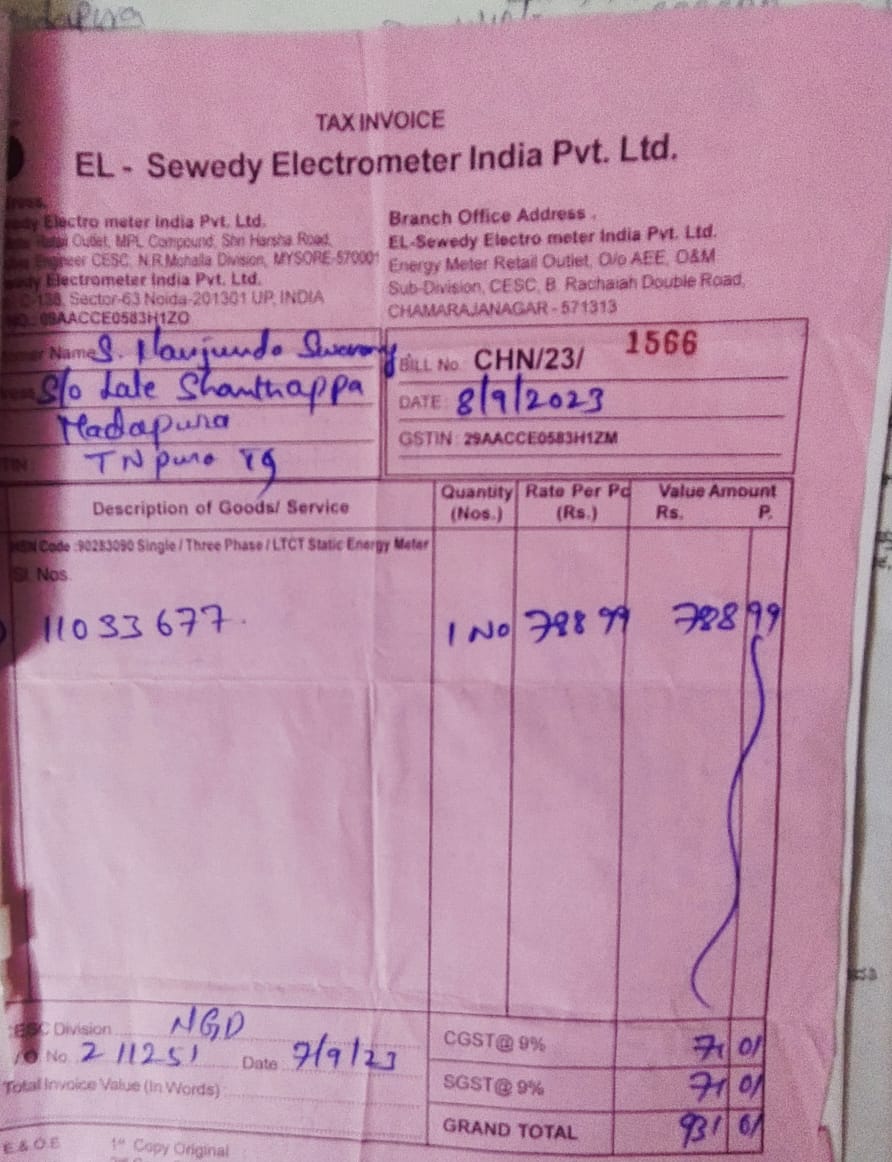 TAX INVOICE
EL - Sewedy Electrometer India Pvt. Ltd.
Electro meter India Pvt. Ltd.
Outlet, MPL Compound, Shri Harsha Road,
Engineer CESC, N.R.Mohalla Division, MYSORE-570001
Electrometer India Pvt. Ltd.
Sector-63 Noida-201301 UP, INDIA
09AACCE0583H1ZO
Branch Office Address
EL-Sewedy Electro meter India Pvt. Ltd.
Energy Meter Retail Outlet, O/o AEE, O&M
Sub-Division, CESC, B. Rachaiah Double Road,
CHAMARAJANAGAR - 571313
Name S. Manjunda Swamy
S/o Late Shanthappa
Madapura
TN pura Tq
BILL No. CHN/23/ 1566
DATE 8/9/2023
GSTIN : 29AACCE0583H1ZM
Description of Goods/ Service Quantity (Nos.) Rate Per Pc (Rs.) Value Amount Rs. P.
HSN Code :90283090 Single / Three Phase / LTCT Static Energy Meter
Sl. Nos.
11033677. 1 No 788 99 788 99
Division NGD
No. 211251 Date 7/9/23
Total Invoice Value (In Words)
CGST@ 9% 71 01
SGST@ 9% 71 01
GRAND TOTAL 931 01
E & O.E 1st Copy Original